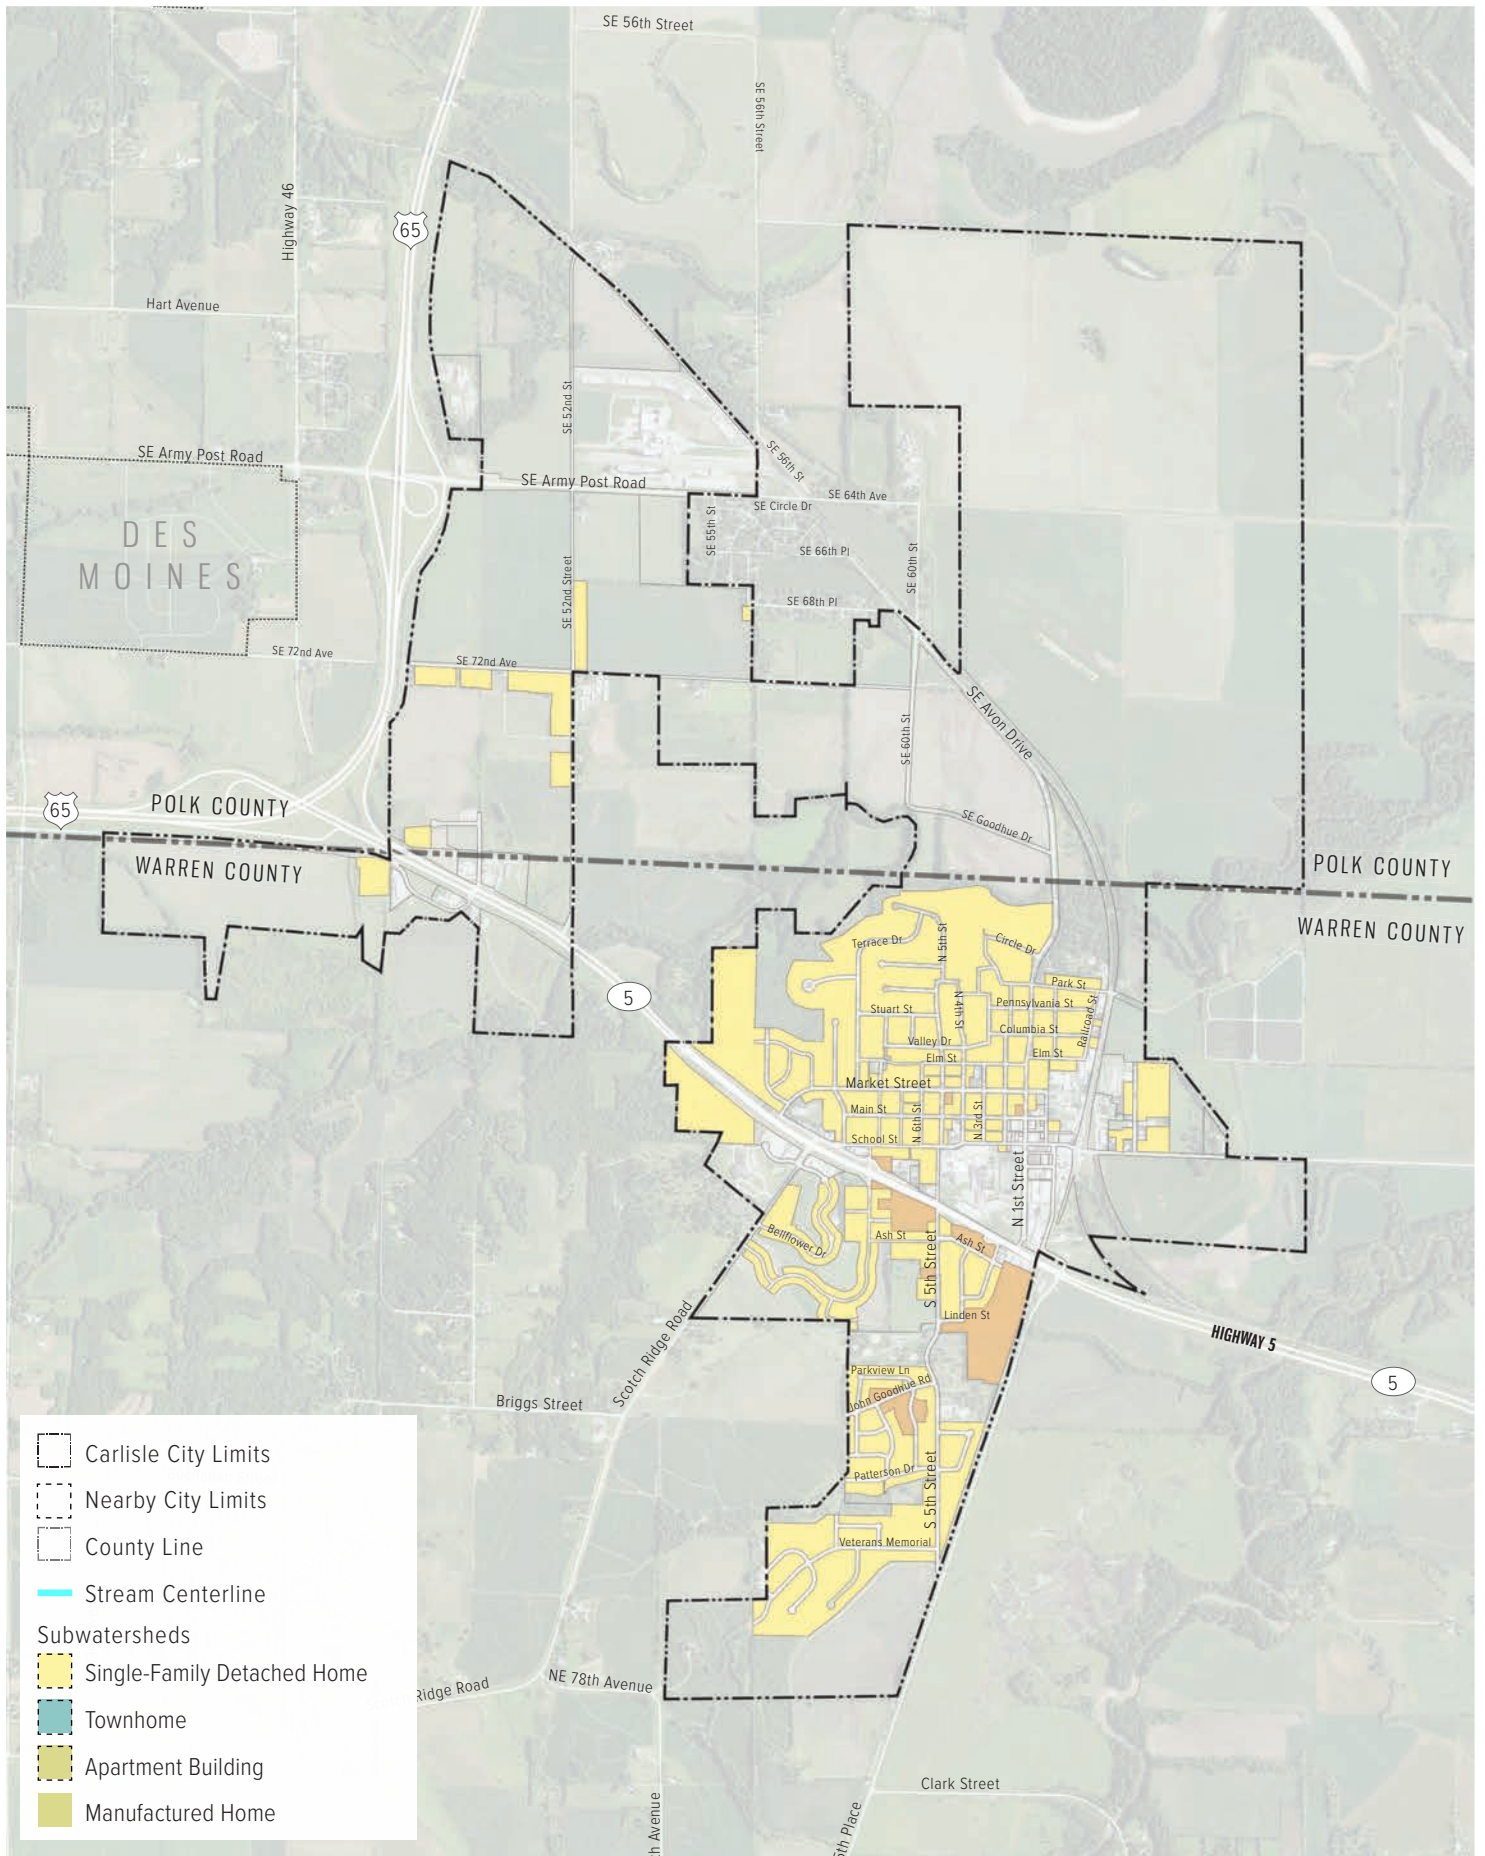 SE 56th Street
SE 56th Street
Highway 46
65
Hart Avenue
SE 52nd St
SE Army Post Road
SE Army Post Road
SE 56th St
SE 64th Ave
SE Circle Dr
SE 55th St
SE 66th Pl
SE 60th St
DES
MOINES
SE 52nd Street
SE 68th Pl
SE 72nd Ave
SE 72nd Ave
SE Avon Drive
SE 60th St
65
POLK COUNTY
SE Goodhue Dr
WARREN COUNTY
POLK COUNTY
WARREN COUNTY
Terrace Dr
N 5th St
Circle Dr
Park St
5
N 4th St
Pennsylvania St
Stuart St
Railroad St
Columbia St
Valley Dr
Elm St
Elm St
Market Street
Main St
N 6th St
N 3rd St
School St
N 1st Street
Bellflower Dr
Ash St
Ash St
S 5th Street
Linden St
HIGHWAY 5
Scotch Ridge Road
Parkview Ln
John Goodhue Rd
5
Briggs Street
Patterson Dr
S 5th Street
Veterans Memorial
Carlisle City Limits
Nearby City Limits
County Line
Stream Centerline
Subwatersheds
Single-Family Detached Home
Townhome
Apartment Building
Manufactured Home
Ridge Road
NE 78th Avenue
Clark Street
h Avenue
5th Place